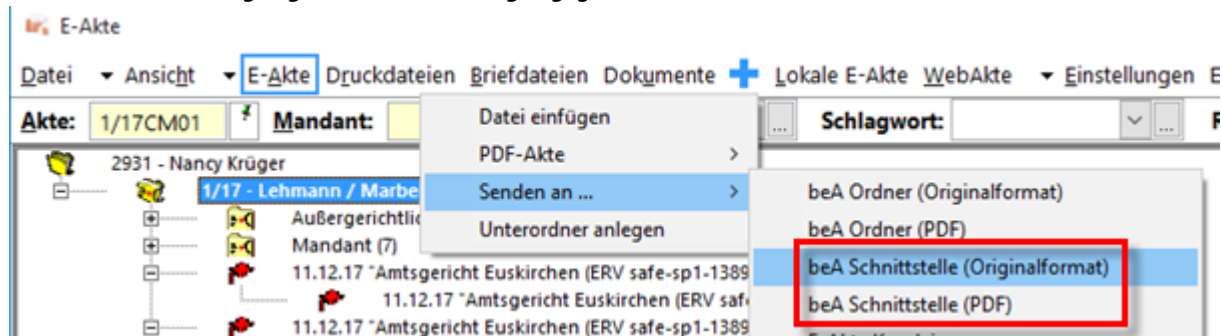 E-Akte
Datei Ansicht E-Akte Druckdateien Briefdateien Dokumente Lokale E-Akte WebAkte Einstellungen
Akte: 1/17CM01 Mandant: ... Schlagwort: ...
2931 - Nancy Krüger
1/17 - Lehmann /
Mandant (7)
11.12.17 "Amtsgericht Euskirchen (ERV safe-sp1-1389
11.12.17 "Amtsgericht Euskirchen (ERV
11.12.17 "Amtsgericht Euskirchen (ERV safe-sp1-1389
Datei einfügen
PDF-Akte
Senden an ...
Unterordner anlegen
beA Ordner (Originalformat)
beA Ordner (PDF)
beA Schnittstelle (Originalformat)
beA Schnittstelle (PDF)